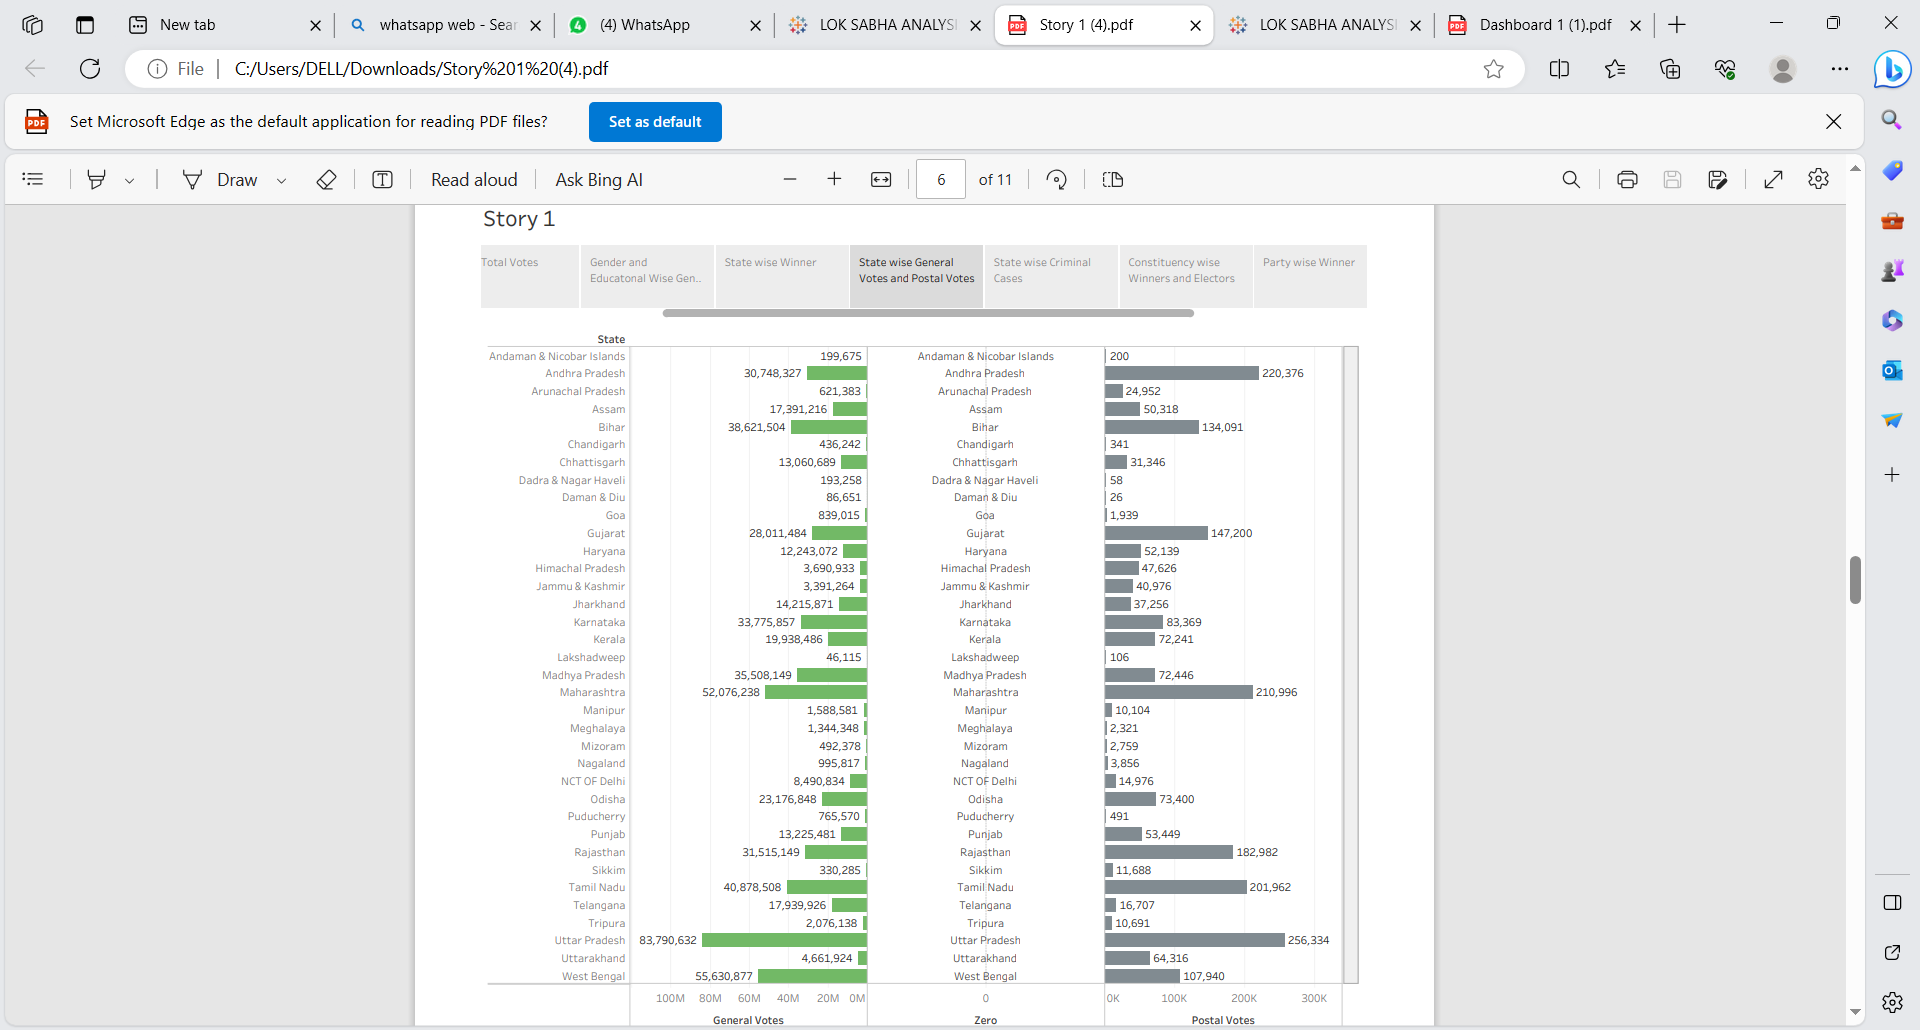 New tab
whatsapp web - Sear
(4) WhatsApp
LOK SABHA ANALYSI
Story 1 (4).pdf
LOK SABHA ANALYSI
Dashboard 1 (1).pdf
File
C:/Users/DELL/Downloads/Story%201%20(4).pdf
PDF Set Microsoft Edge as the default application for reading PDF files? Set as default
Draw Read aloud Ask Bing AI 6 of 11
Story 1
Total Votes
Gender and
Educatonal Wise Gen..
State wise Winner
State wise General
Votes and Postal Votes
State wise Criminal
Cases
Constituency wise
Winners and Electors
Party wise Winner
State
Andaman & Nicobar Islands 199,675 Andaman & Nicobar Islands 200
Andhra Pradesh 30,748,327 Andhra Pradesh 220,376
Arunachal Pradesh 621,383 Arunachal Pradesh 24,952
Assam 17,391,216 Assam 50,318
Bihar 38,621,504 Bihar 134,091
Chandigarh 436,242 Chandigarh 341
Chhattisgarh 13,060,689 Chhattisgarh 31,346
Dadra & Nagar Haveli 193,258 Dadra & Nagar Haveli 58
Daman & Diu 86,651 Daman & Diu 26
Goa 839,015 Goa 1,939
Gujarat 28,011,484 Gujarat 147,200
Haryana 12,243,072 Haryana 52,139
Himachal Pradesh 3,690,933 Himachal Pradesh 47,626
Jammu & Kashmir 3,391,264 Jammu & Kashmir 40,976
Jharkhand 14,215,871 Jharkhand 37,256
Karnataka 33,775,857 Karnataka 83,369
Kerala 19,938,486 Kerala 72,241
Lakshadweep 46,115 Lakshadweep 106
Madhya Pradesh 35,508,149 Madhya Pradesh 72,446
Maharashtra 52,076,238 Maharashtra 210,996
Manipur 1,588,581 Manipur 10,104
Meghalaya 1,344,348 Meghalaya 2,321
Mizoram 492,378 Mizoram 2,759
Nagaland 995,817 Nagaland 3,856
NCT OF Delhi 8,490,834 NCT OF Delhi 14,976
Odisha 23,176,848 Odisha 73,400
Puducherry 765,570 Puducherry 491
Punjab 13,225,481 Punjab 53,449
Rajasthan 31,515,149 Rajasthan 182,982
Sikkim 330,285 Sikkim 11,688
Tamil Nadu 40,878,508 Tamil Nadu 201,962
Telangana 17,939,926 Telangana 16,707
Tripura 2,076,138 Tripura 10,691
Uttar Pradesh 83,790,632 Uttar Pradesh 256,334
Uttarakhand 4,661,924 Uttarakhand 64,316
West Bengal 55,630,877 West Bengal 107,940
100M 80M 60M 40M 20M 0M 0 0K 100K 200K 300K
General Votes Zero Postal Votes